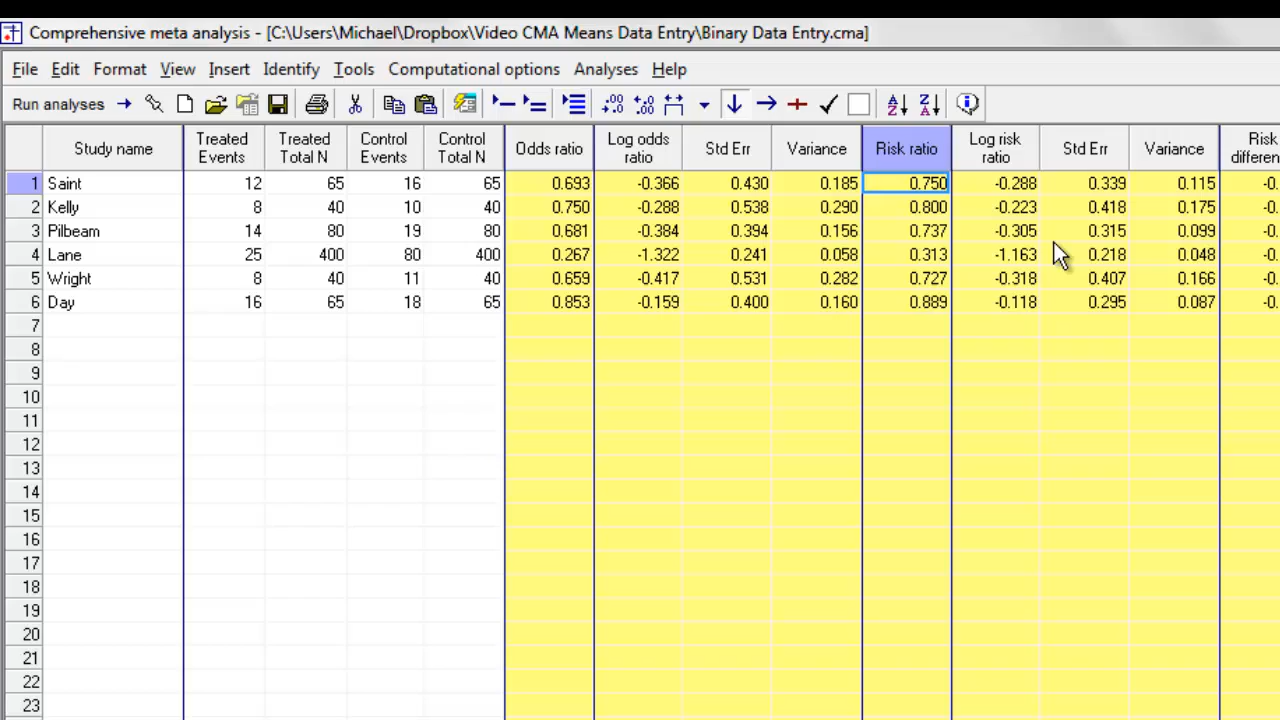 Comprehensive meta analysis - [C:\Users\Michael\Dropbox\Video CMA Means Data Entry\Binary Data Entry.cma]
File Edit Format View Insert Identify Tools Computational options Analyses Help
Run analyses
Study name Treated Events Treated Total N Control Events Control Total N Odds ratio Log odds ratio Std Err Variance Risk ratio Log risk ratio Std Err Variance Risk differen
1 Saint 12 65 16 65 0.693 -0.366 0.430 0.185 0.750 -0.288 0.339 0.115 -0.
2 Kelly 8 40 10 40 0.750 -0.288 0.538 0.290 0.800 -0.223 0.418 0.175 -0.
3 Pilbeam 14 80 19 80 0.681 -0.384 0.394 0.156 0.737 -0.305 0.315 0.099 -0.
4 Lane 25 400 80 400 0.267 -1.322 0.241 0.058 0.313 -1.163 0.218 0.048 -0.
5 Wright 8 40 11 40 0.659 -0.417 0.531 0.282 0.727 -0.318 0.407 0.166 -0.
6 Day 16 65 18 65 0.853 -0.159 0.400 0.160 0.889 -0.118 0.295 0.087 -0.
7
8
9
10
11
12
13
14
15
16
17
18
19
20
21
22
23